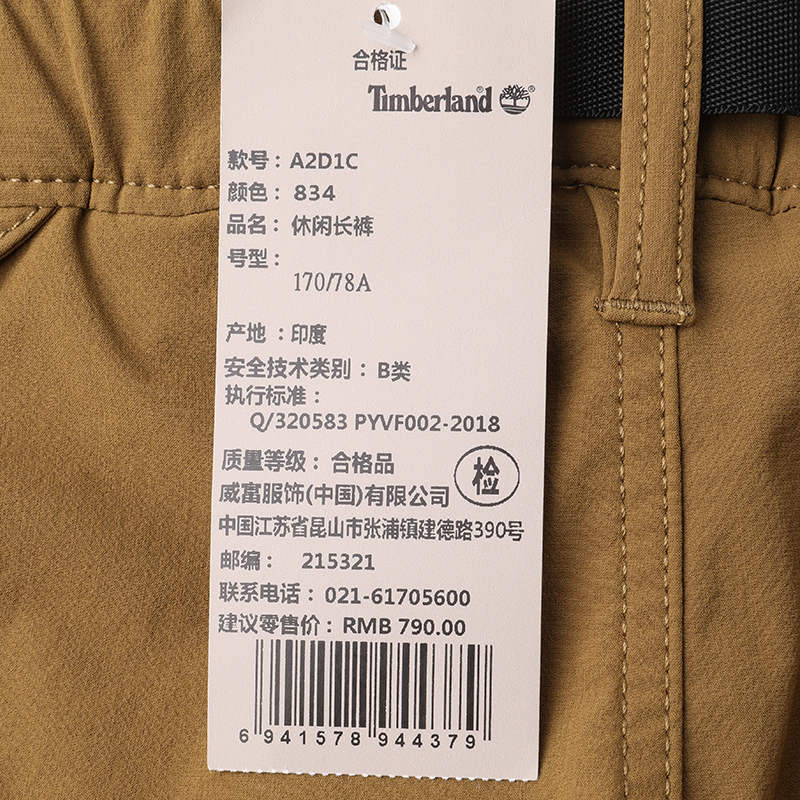 合格证
Timberland®
款号：A2D1C
颜色：834
品名：休闲长裤
号型：
170/78A
产地：印度
安全技术类别：B类
执行标准：
Q/320583 PYVF002-2018
质量等级：合格品
检
威富服饰(中国)有限公司
中国江苏省昆山市张浦镇建德路390号
邮编：215321
联系电话：021-61705600
建议零售价：RMB 790.00
6 941578 944379